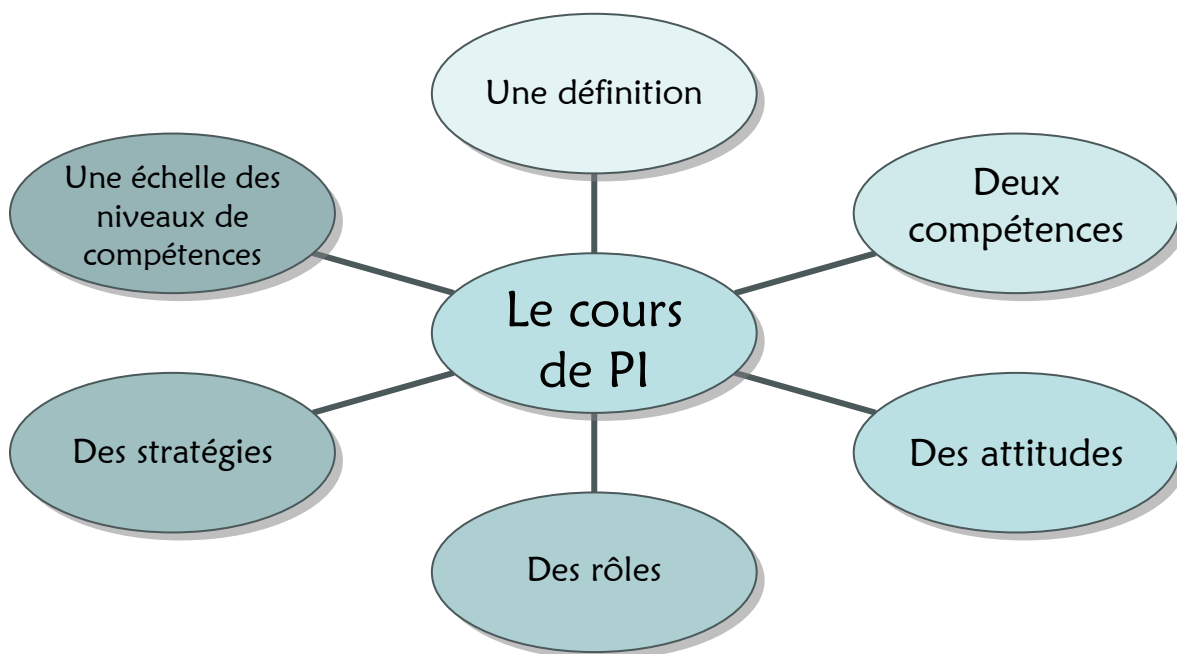 Une définition
Une échelle des
niveaux de
compétences
Deux
compétences
Le cours
de PI
Des stratégies
Des attitudes
Des rôles